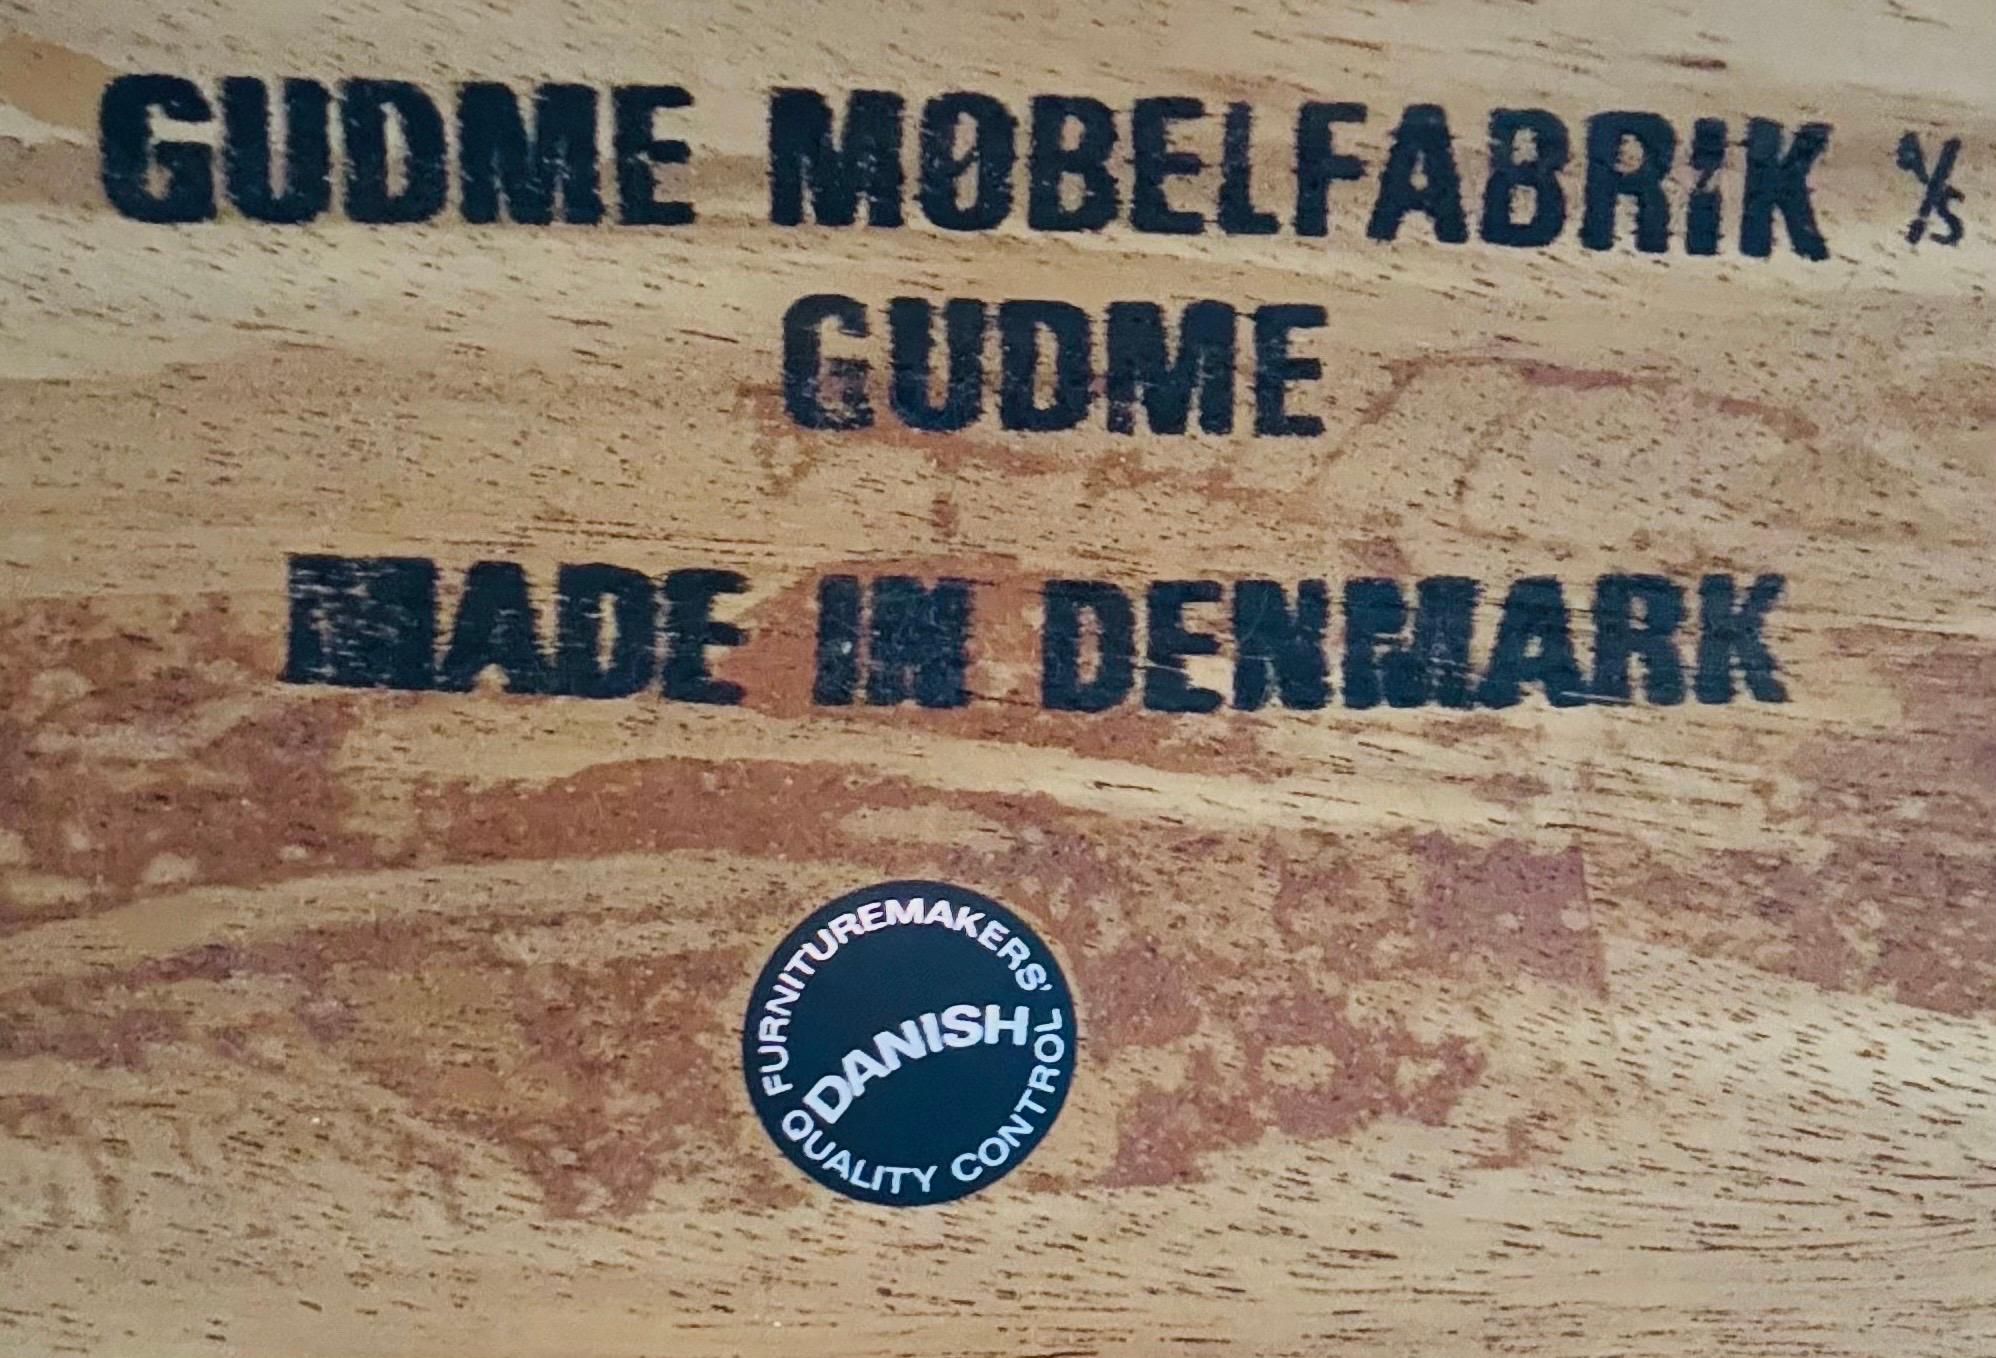 GUDME MØBELFABRIK A/S
GUDME
MADE IN DENMARK
FURNITUREMAKERS'
DANISH
QUALITY CONTROL